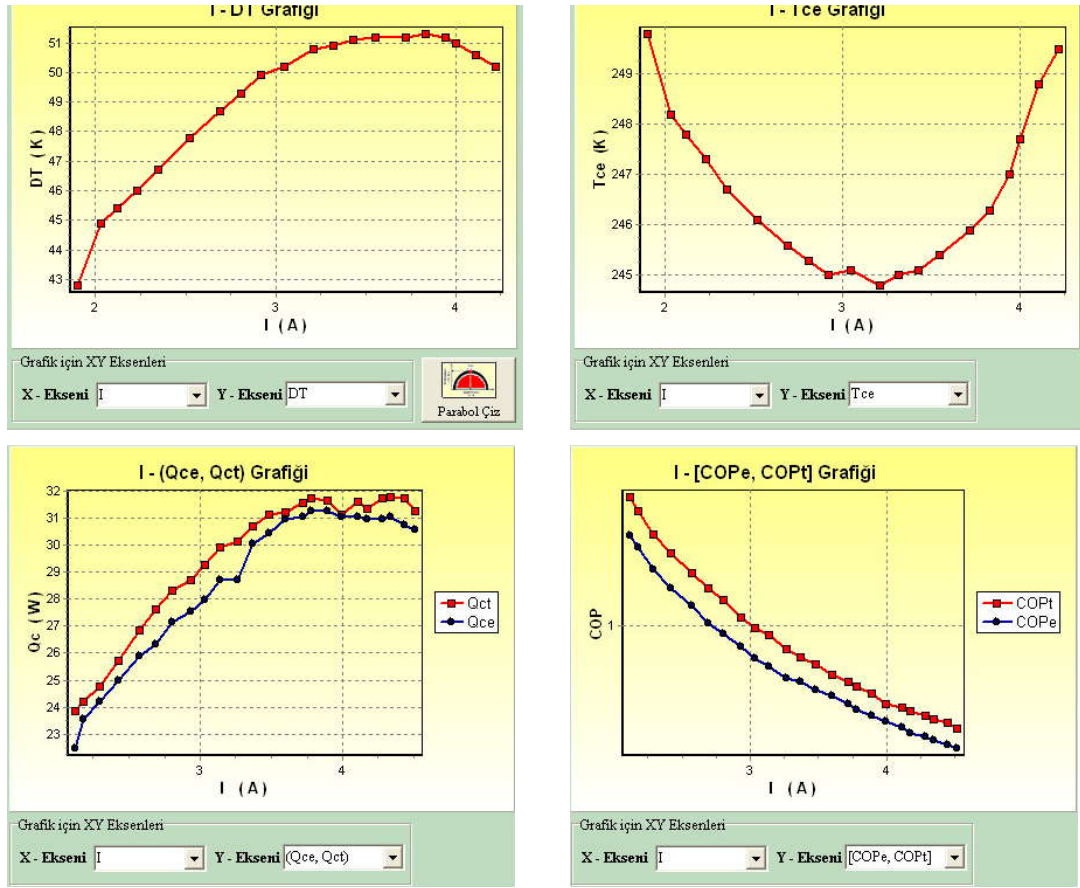 I - DT Grafiği
51
50
49
48
47
46
45
44
43
DT (K)
2
3
4
I (A)
Grafik için XY Eksenleri
X - Ekseni I Y - Ekseni DT
Parabol Çiz
I - Tce Grafiği
249
248
247
246
245
Tce (K)
2
3
4
I (A)
Grafik için XY Eksenleri
X - Ekseni I Y - Ekseni Tce
I - (Qce, Qct) Grafiği
32
31
30
29
28
27
26
25
24
23
Qc (W)
3
4
I (A)
Qct
Qce
Grafik için XY Eksenleri
X - Ekseni I Y - Ekseni (Qce, Qct)
I - [COPe, COPt] Grafiği
COP
1
3
4
I (A)
COPt
COPe
Grafik için XY Eksenleri
X - Ekseni I Y - Ekseni [COPe, COPt]